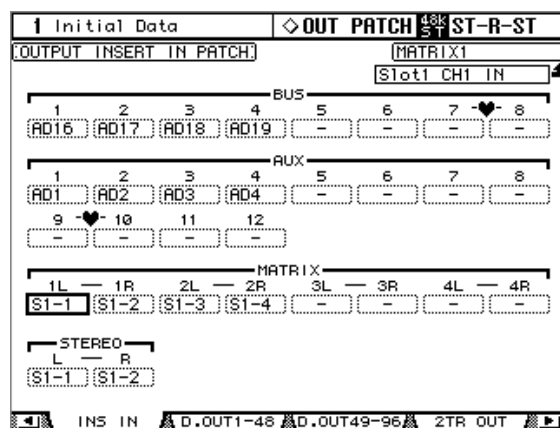 1 Initial Data ◇OUT PATCH 48k ST ST-R-ST
OUTPUT INSERT IN PATCH MATRIX1
Slot1 CH1 IN
BUS
1 2 3 4 5 6 7 -♥- 8
AD16 AD17 AD18 AD19 - - - -
AUX
1 2 3 4 5 6 7 8
AD1 AD2 AD3 AD4 - - - -
9 -♥- 10 11 12
- - - -
MATRIX
1L — 1R 2L — 2R 3L — 3R 4L — 4R
S1-1 S1-2 S1-3 S1-4 - - - -
STEREO
L — R
S1-1 S1-2
INS IN D.OUT1-48 D.OUT49-96 2TR OUT